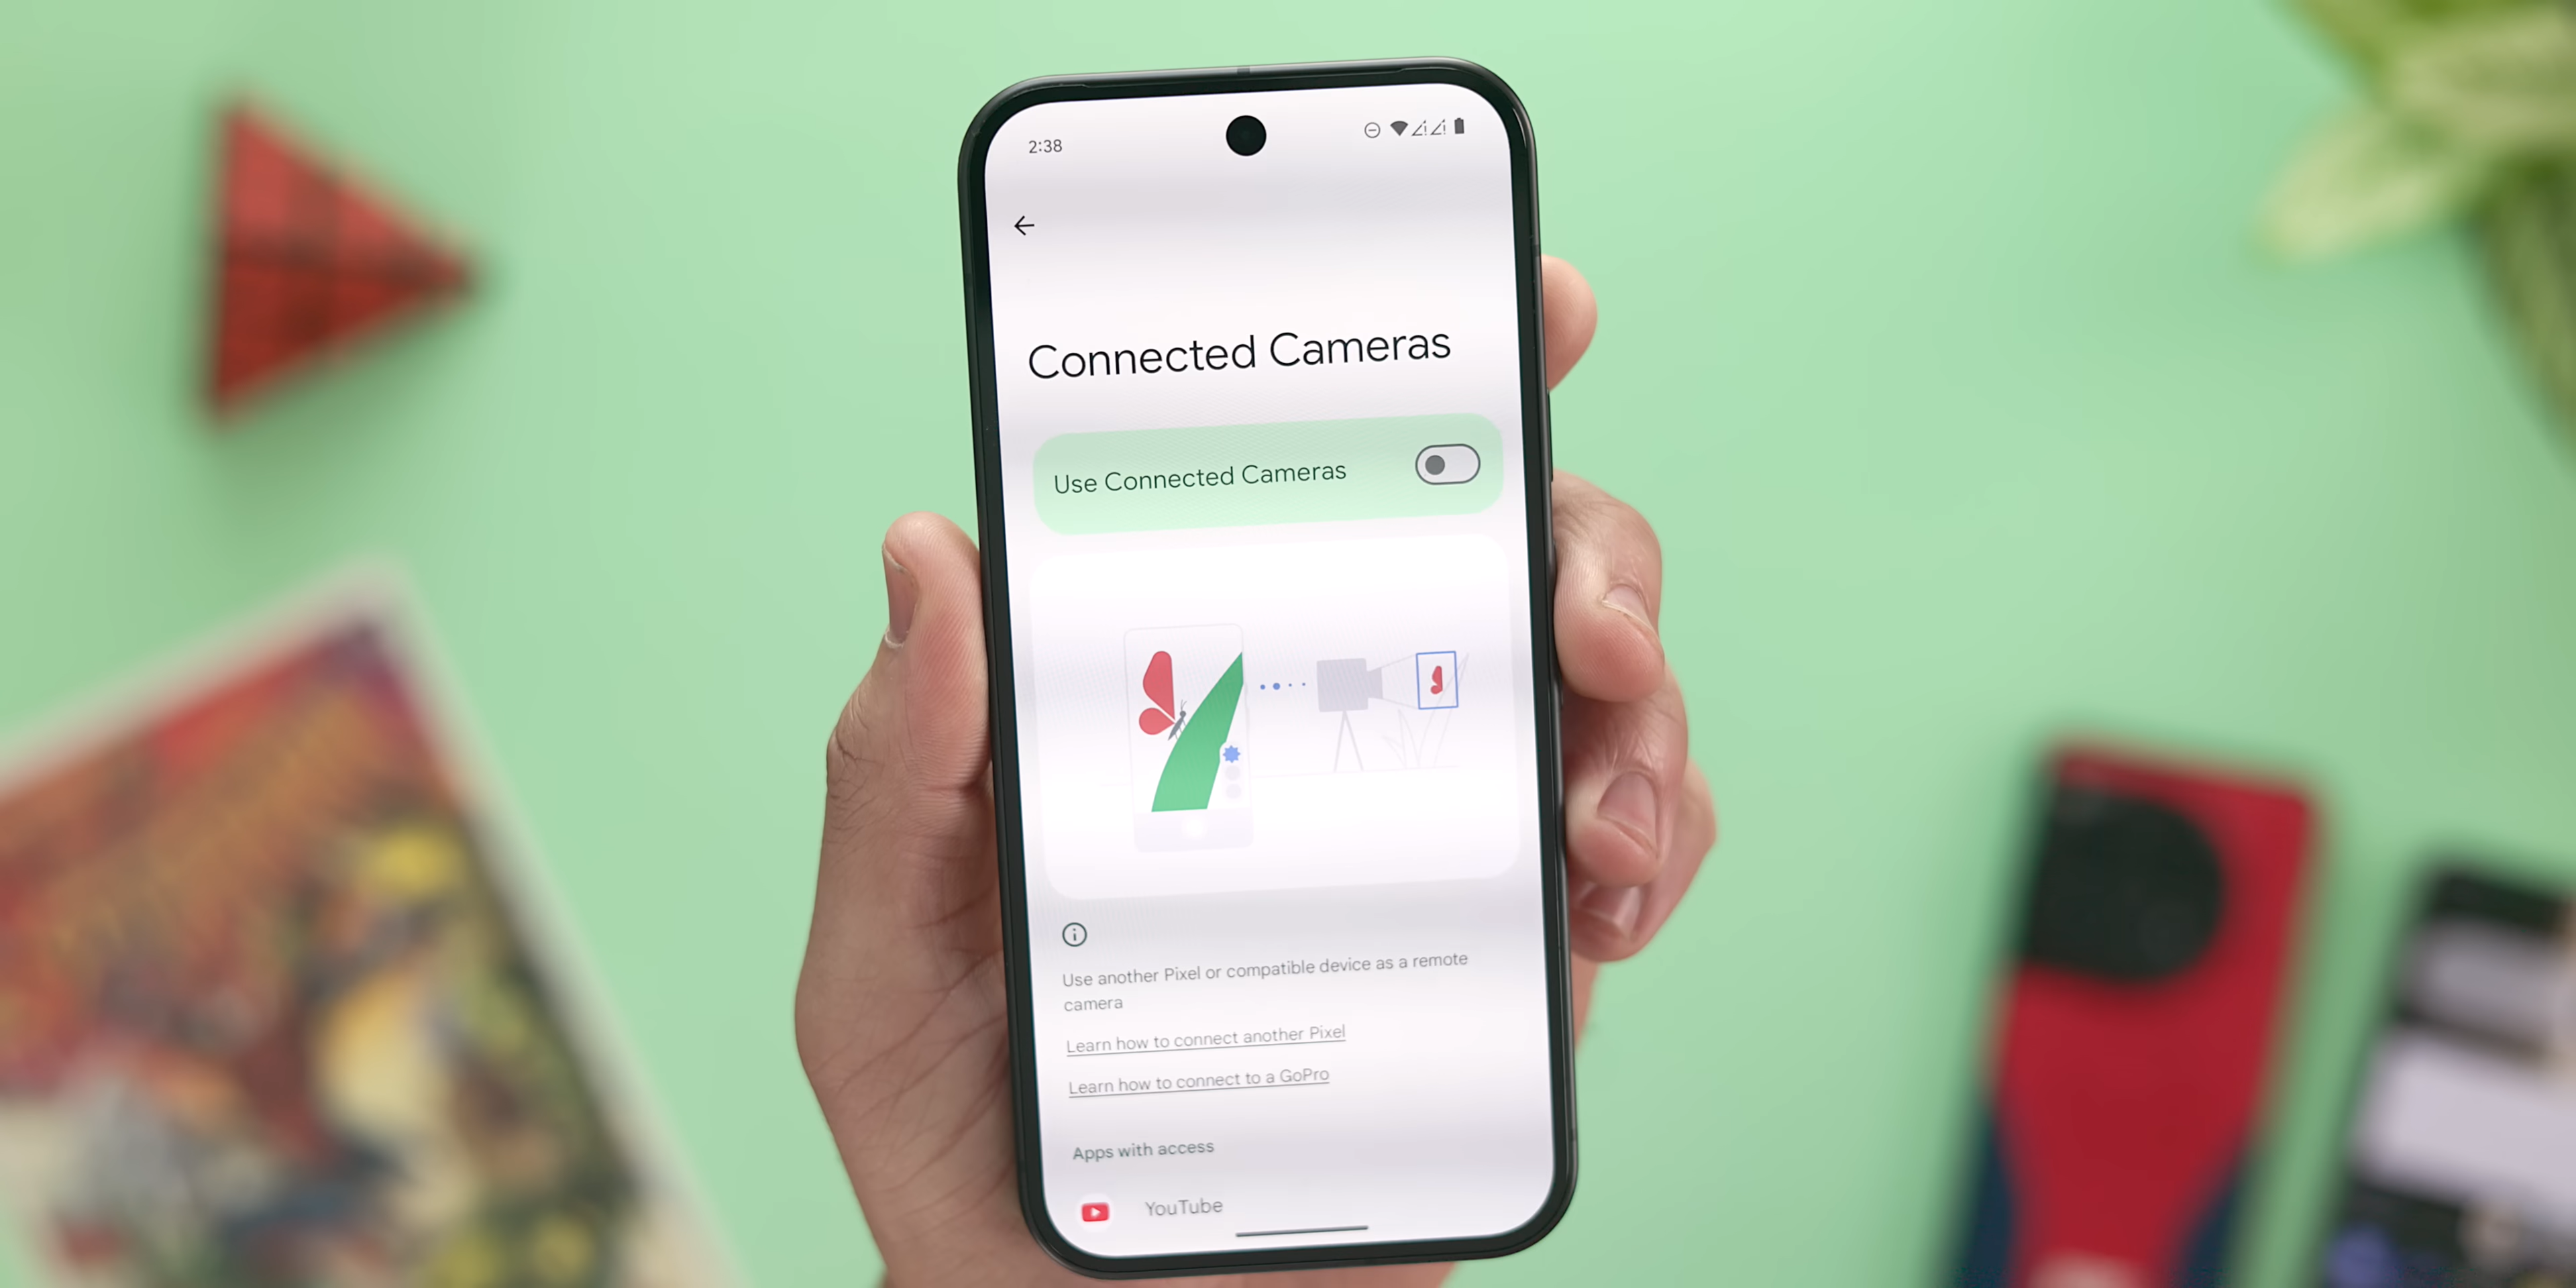 2:38
Connected Cameras
Use Connected Cameras
Use another Pixel or compatible device as a remote
camera
Learn how to connect another Pixel
Learn how to connect to a GoPro
Apps with access
YouTube